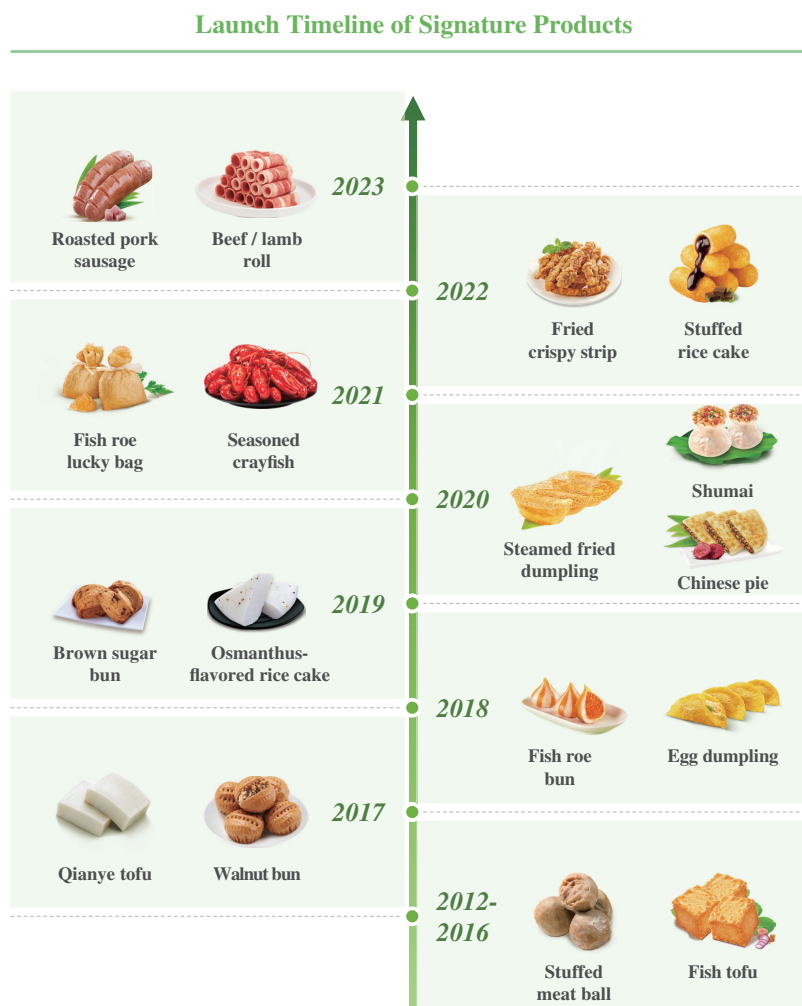 Launch Timeline of Signature Products
2023
Roasted pork
sausage
Beef / lamb
roll
2022
Fried
crispy strip
Stuffed
rice cake
2021
Fish roe
lucky bag
Seasoned
crayfish
2020
Shumai
Steamed fried
dumpling
Chinese pie
2019
Brown sugar
bun
Osmanthus-
flavored rice cake
2018
Fish roe
bun
Egg dumpling
2017
Qianye tofu
Walnut bun
2012-
2016
Stuffed
meat ball
Fish tofu